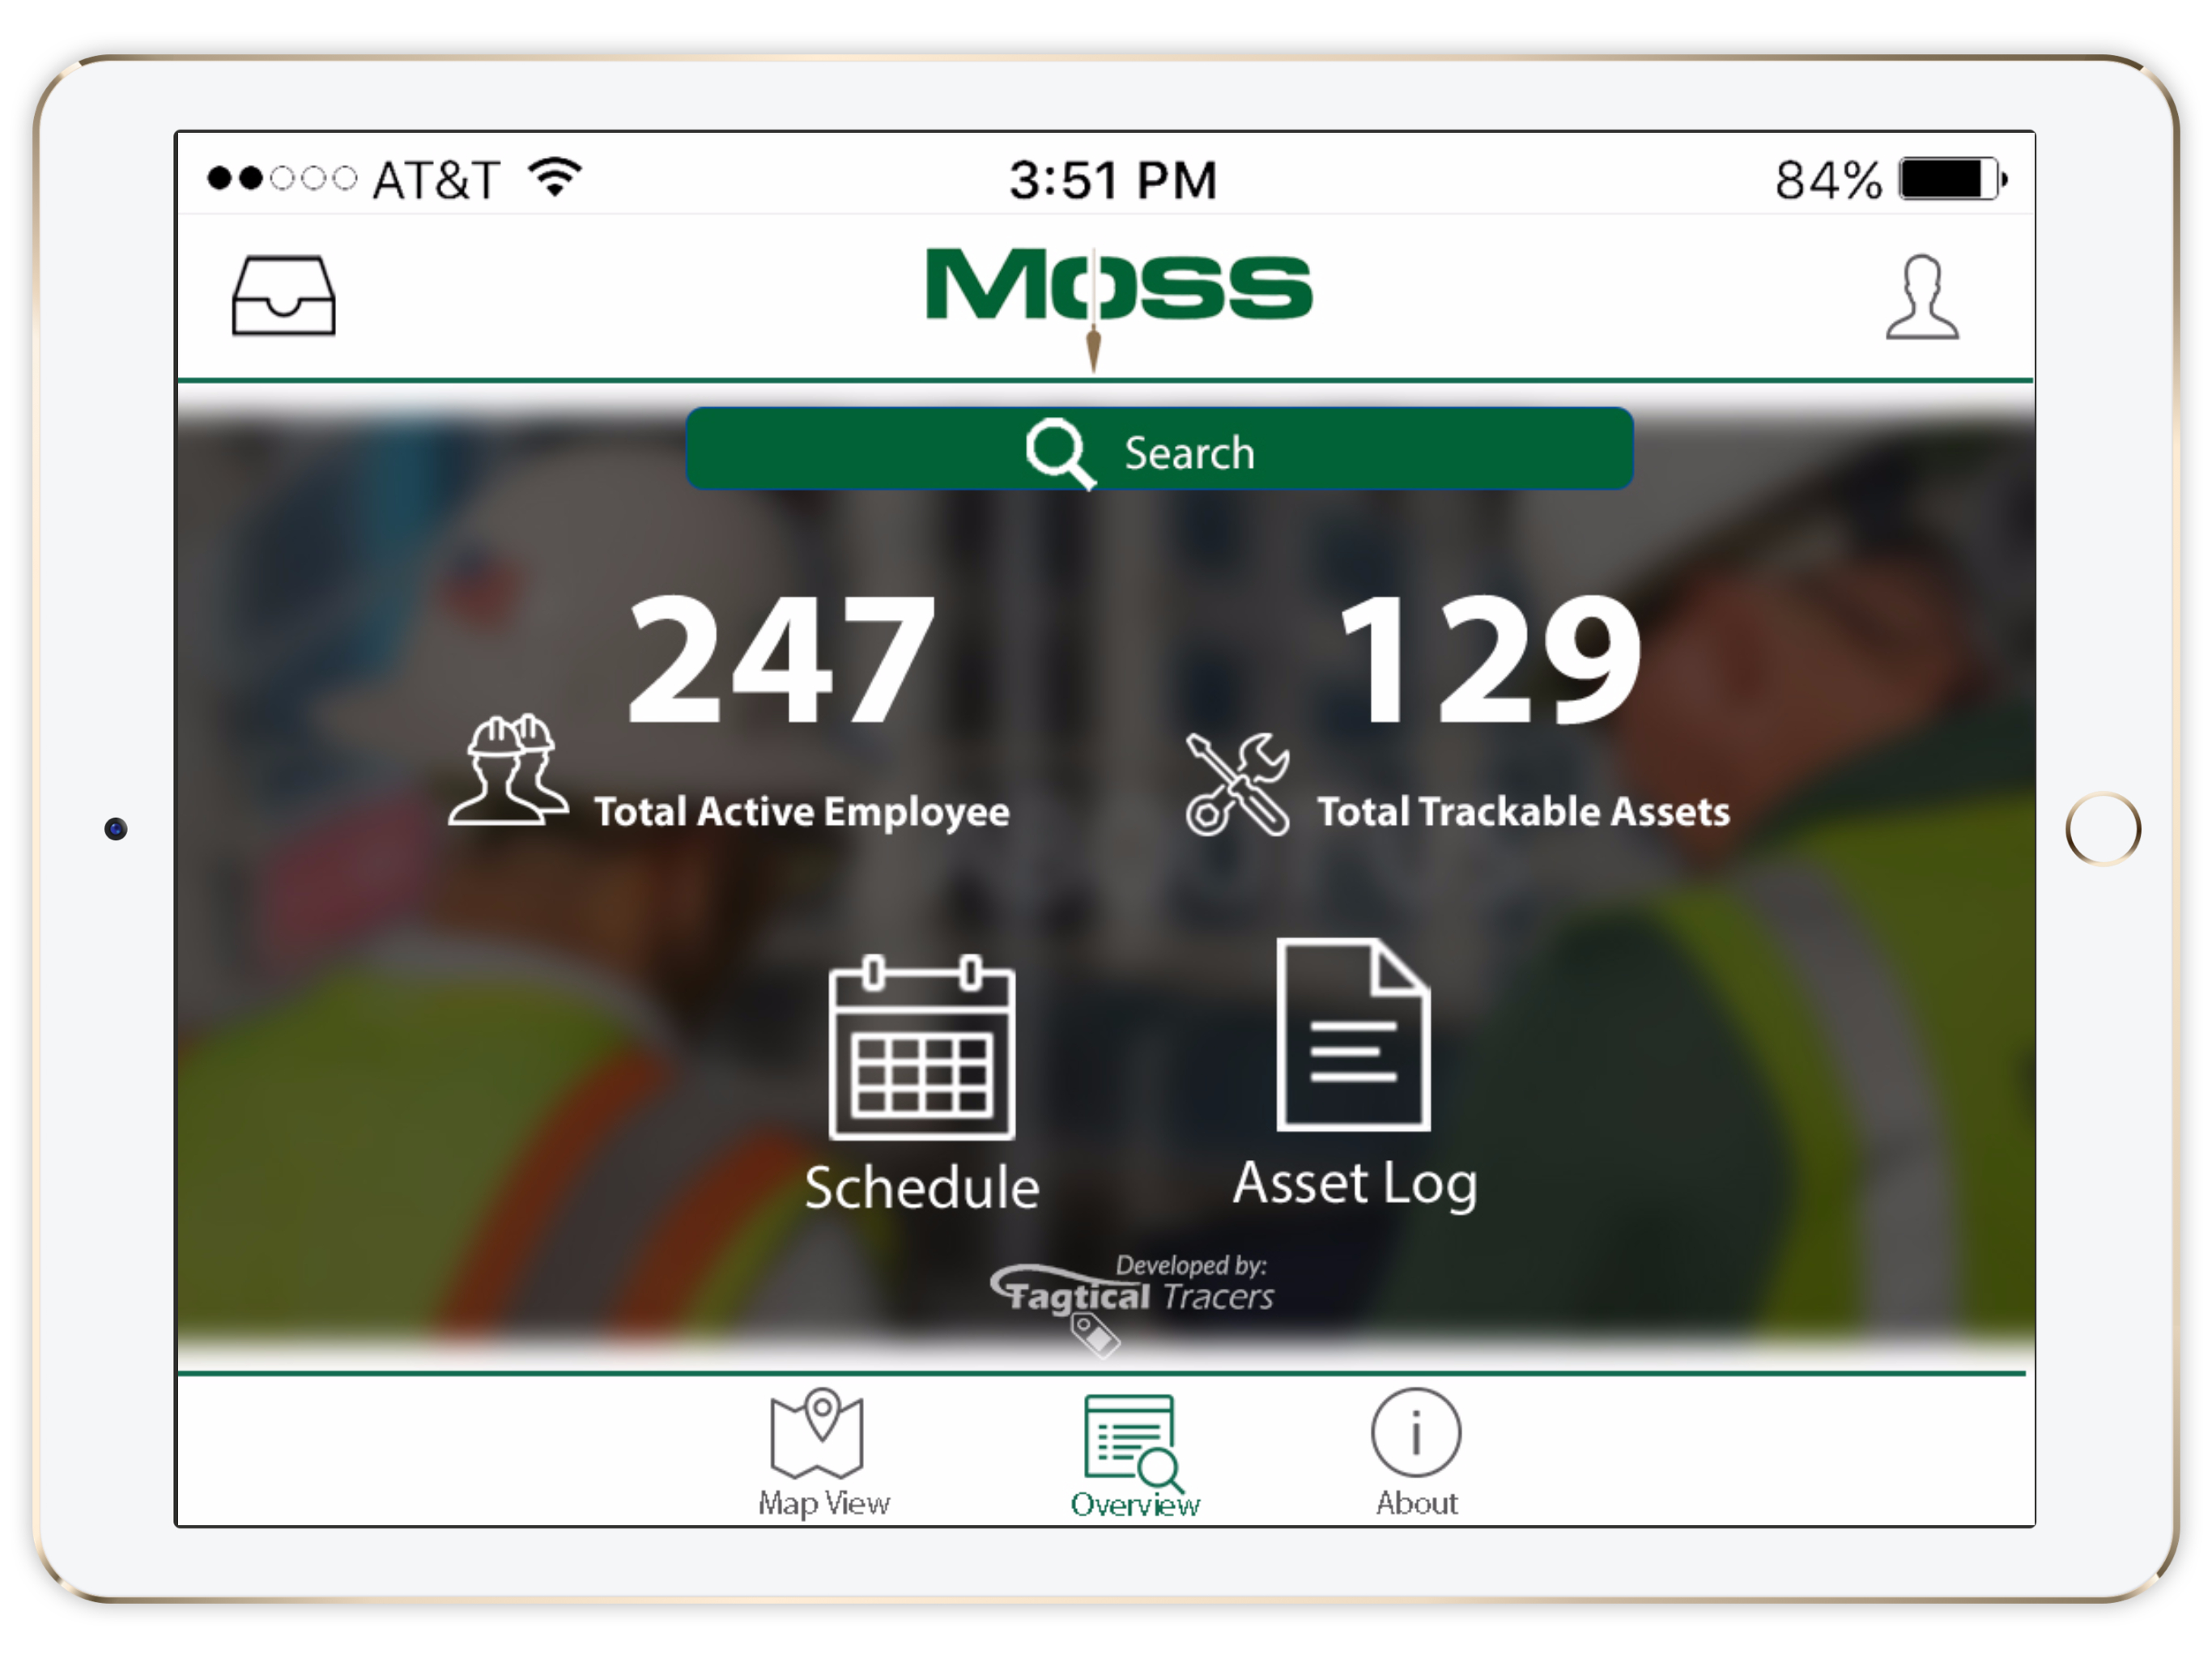 AT&T 3:51 PM 84%
Moss
Search
247 129
Total Active Employee Total Trackable Assets
Schedule Asset Log
Developed by:
Tagtical Tracers
Map View Overview About